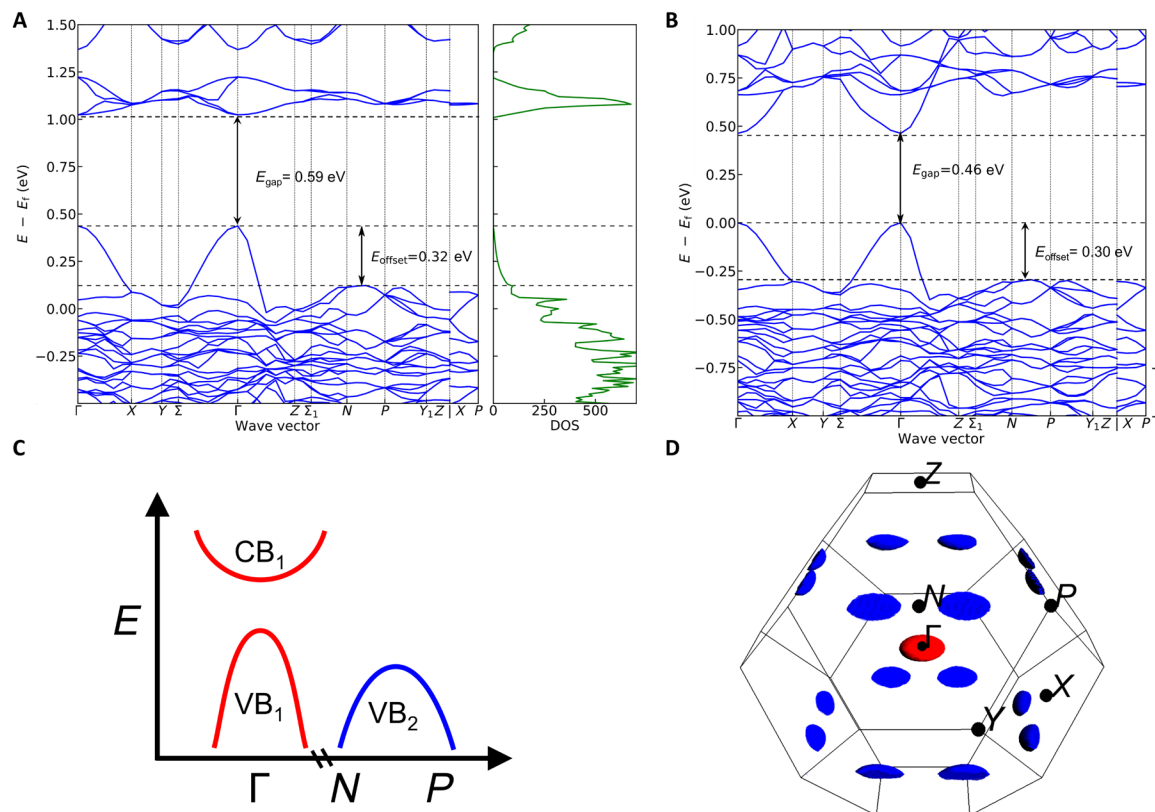 A
1.50
1.25
1.00
0.75
0.50
0.25
0.00
−0.25
E − Ef (eV)
Egap= 0.59 eV
Eoffset=0.32 eV
Γ X Y Σ Γ Z Σ1 N P Y1 Z | X P
Wave vector
0 250 500
DOS
B
1.00
0.75
0.50
0.25
0.00
−0.25
−0.50
−0.75
E − Ef (eV)
Egap= 0.46 eV
Eoffset= 0.30 eV
Γ X Y Σ Γ Z Σ1 N P Y1 Z | X P
Wave vector
C
E
CB1
VB1
VB2
Γ N P
D
Z
N
P
Γ
X
Y